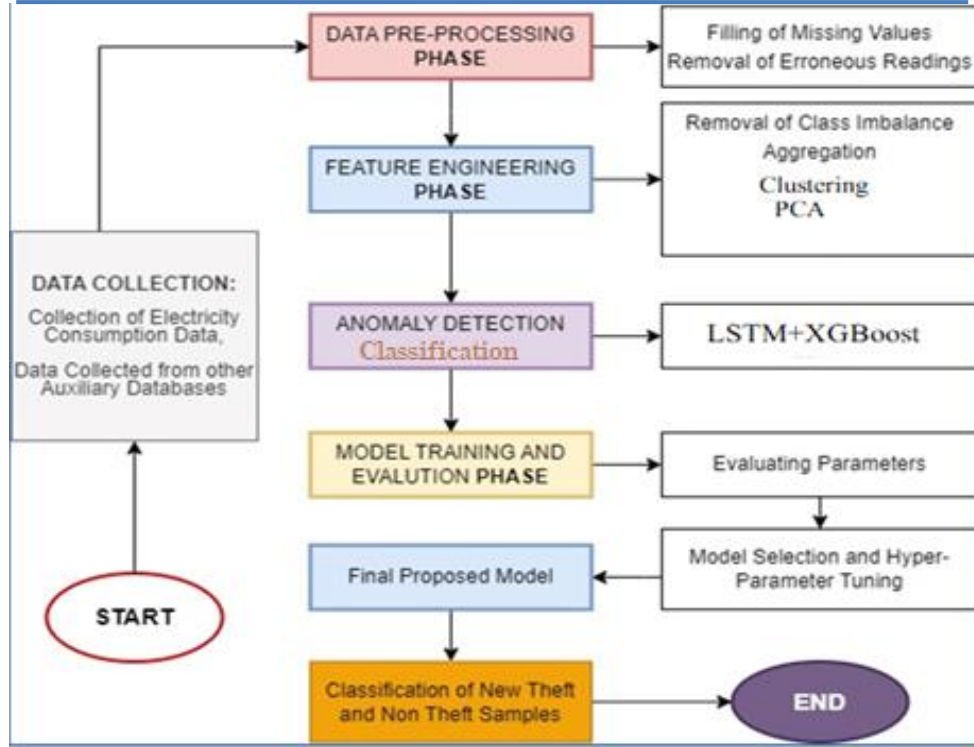 DATA PRE-PROCESSING
PHASE
Filling of Missing Values
Removal of Erroneous Readings
FEATURE ENGINEERING
PHASE
Removal of Class Imbalance
Aggregation
Clustering
PCA
DATA COLLECTION:
Collection of Electricity
Consumption Data,
Data Collected from other
Auxiliary Databases
ANOMALY DETECTION
Classification
LSTM+XGBoost
MODEL TRAINING AND
EVALUTION PHASE
Evaluating Parameters
Model Selection and Hyper-
Parameter Tuning
Final Proposed Model
START
Classification of New Theft
and Non Theft Samples
END